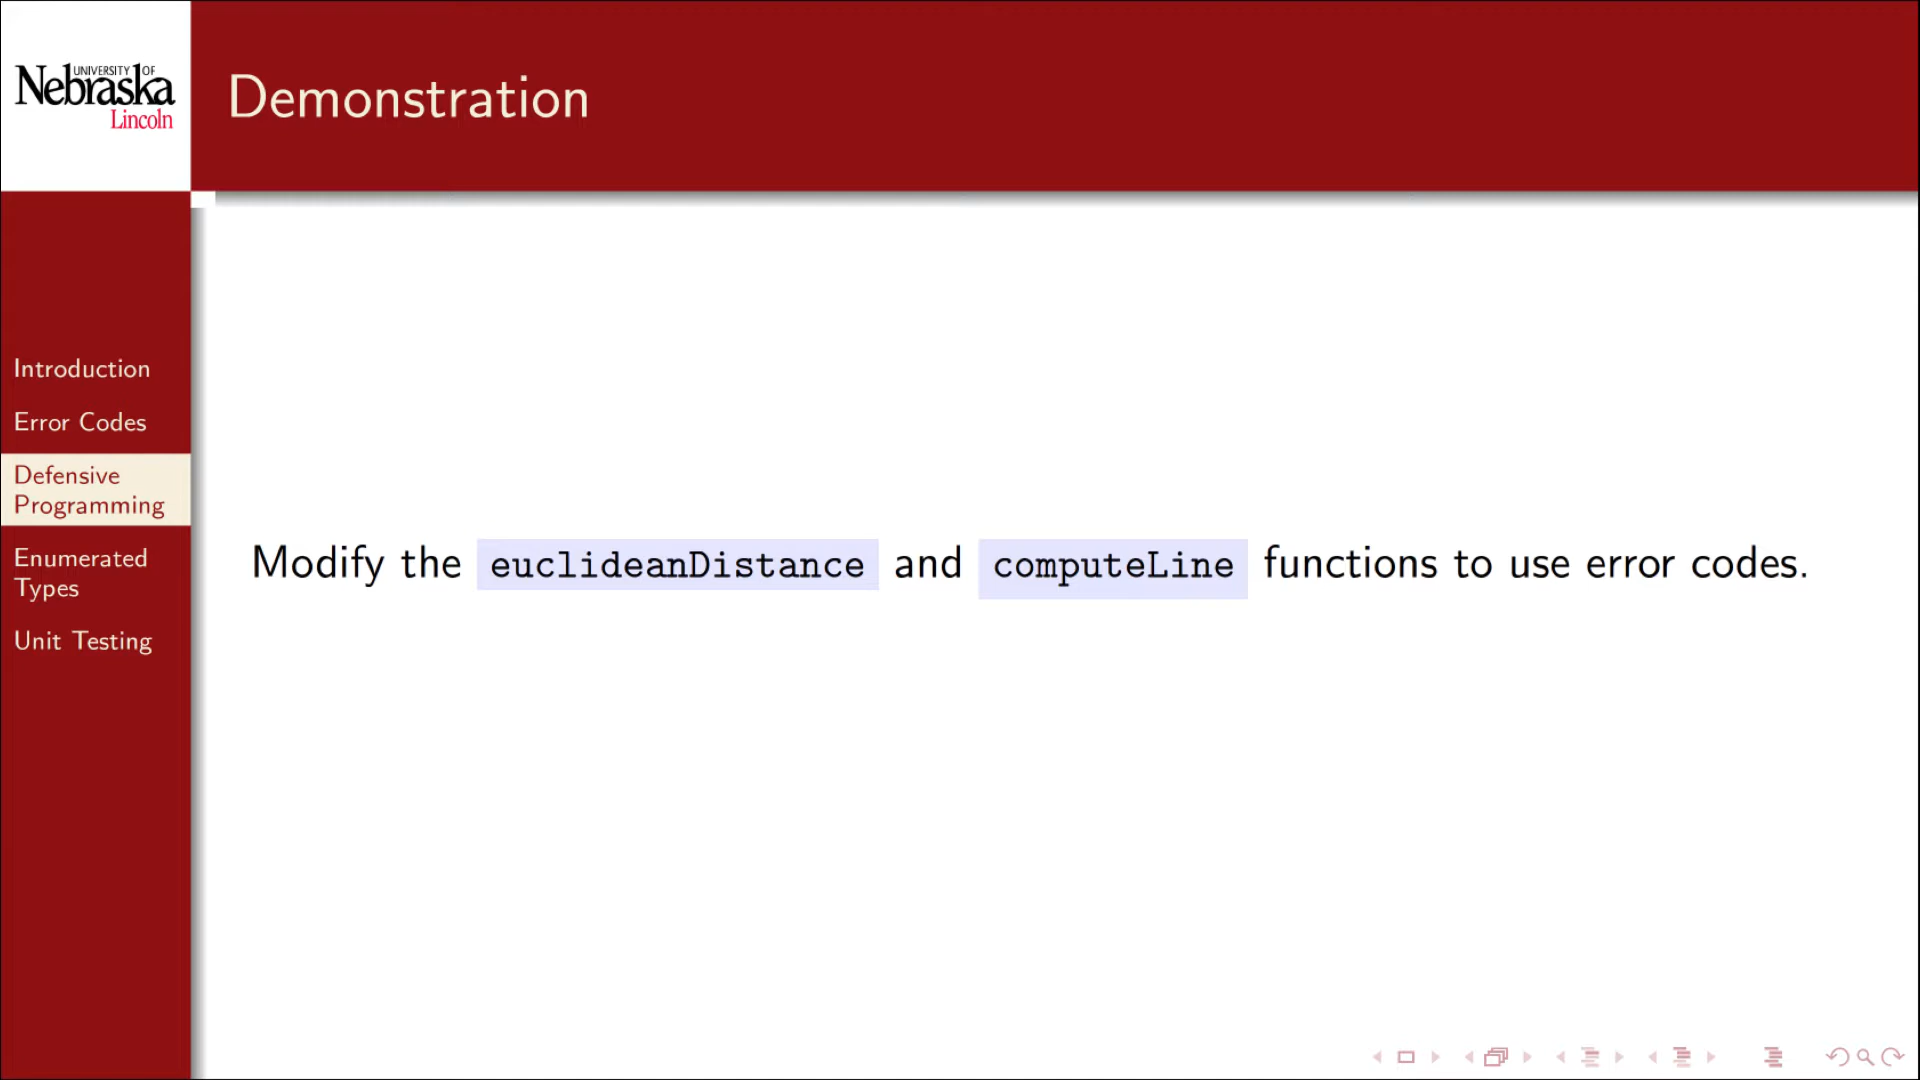 UNIVERSITY OF
Nebraska
Lincoln
Demonstration
Introduction
Error Codes
Defensive
Programming
Enumerated
Types
Unit Testing
Modify the euclideanDistance and computeLine functions to use error codes.